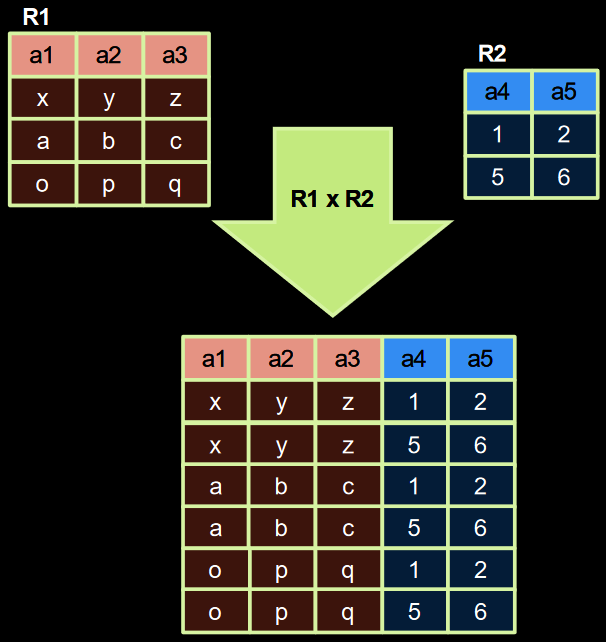 R1
a1 a2 a3
x y z
a b c
o p q
R2
a4 a5
1 2
5 6
R1 x R2
a1 a2 a3 a4 a5
x y z 1 2
x y z 5 6
a b c 1 2
a b c 5 6
o p q 1 2
o p q 5 6